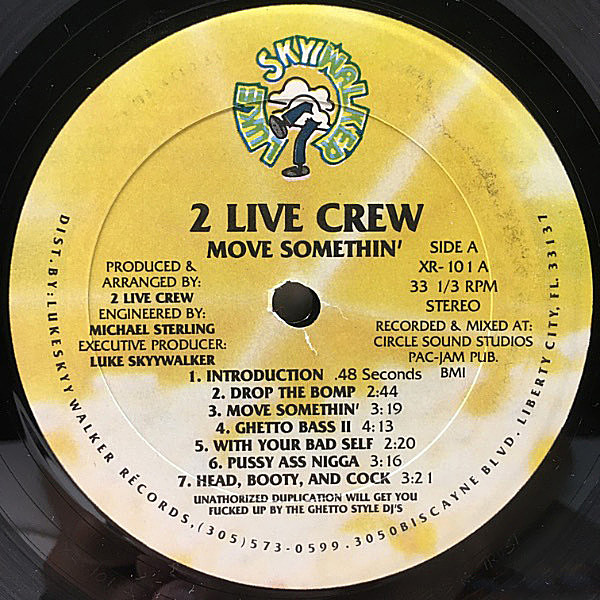 LUKE SKYYWALKER
2 LIVE CREW
MOVE SOMETHIN'
PRODUCED &
ARRANGED BY:
2 LIVE CREW
ENGINEERED BY:
MICHAEL STERLING
EXECUTIVE PRODUCER:
LUKE SKYYWALKER
SIDE A
XR-101 A
33 1/3 RPM
STEREO
RECORDED & MIXED AT:
CIRCLE SOUND STUDIOS
PAC-JAM PUB.
BMI
1. INTRODUCTION .48 Seconds
2. DROP THE BOMP 2:44
3. MOVE SOMETHIN' 3:19
4. GHETTO BASS II 4:13
5. WITH YOUR BAD SELF 2:20
6. PUSSY ASS NIGGA 3:16
7. HEAD, BOOTY, AND COCK 3:21
UNATHORIZED DUPLICATION WILL GET YOU
FUCKED UP BY THE GHETTO STYLE DJ'S
DIST. BY: LUKESKYYWALKER RECORDS, (305)573-0599. 3050BISCAYNE BLVD. LIBERTY CITY, FL. 33137